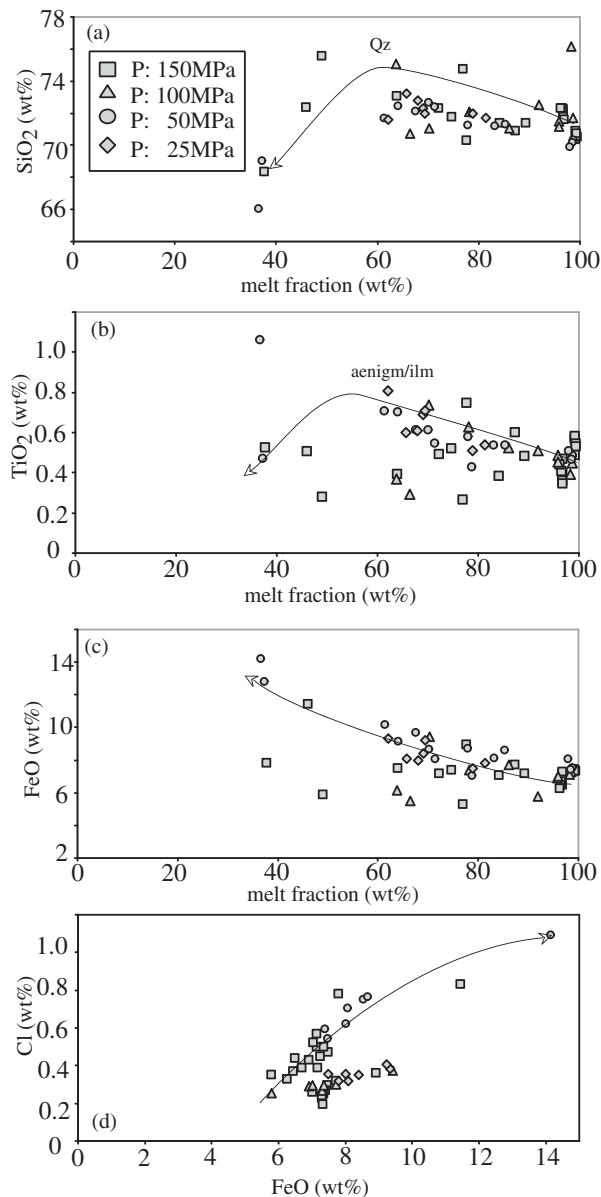 78
(a)
Qz
P: 150MPa
P: 100MPa
P: 50MPa
P: 25MPa
74
70
66
SiO2 (wt%)
0 20 40 60 80 100
melt fraction (wt%)
(b)
aenigm/ilm
1.0
0.8
0.6
0.4
0.2
0
TiO2 (wt%)
0 20 40 60 80 100
melt fraction (wt%)
(c)
14
10
6
2
FeO (wt%)
0 20 40 60 80 100
melt fraction (wt%)
1.0
0.8
0.6
0.4
0.2
0
Cl (wt%)
(d)
0 2 4 6 8 10 12 14
FeO (wt%)